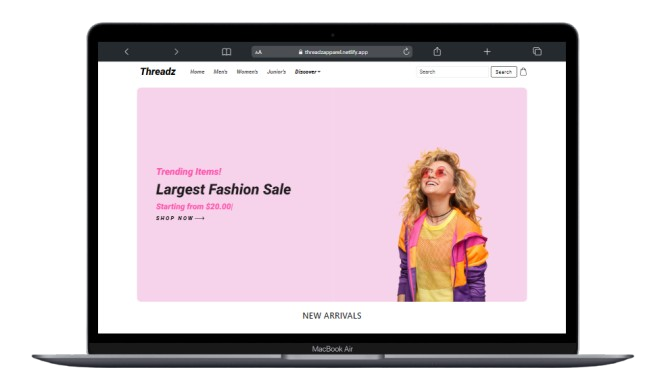 AA threadzapparel.netlify.app
Threadz Home Men's Women's Junior's Discover Search Search
Trending Items!
Largest Fashion Sale
Starting from $20.00|
SHOP NOW
NEW ARRIVALS
MacBook Air